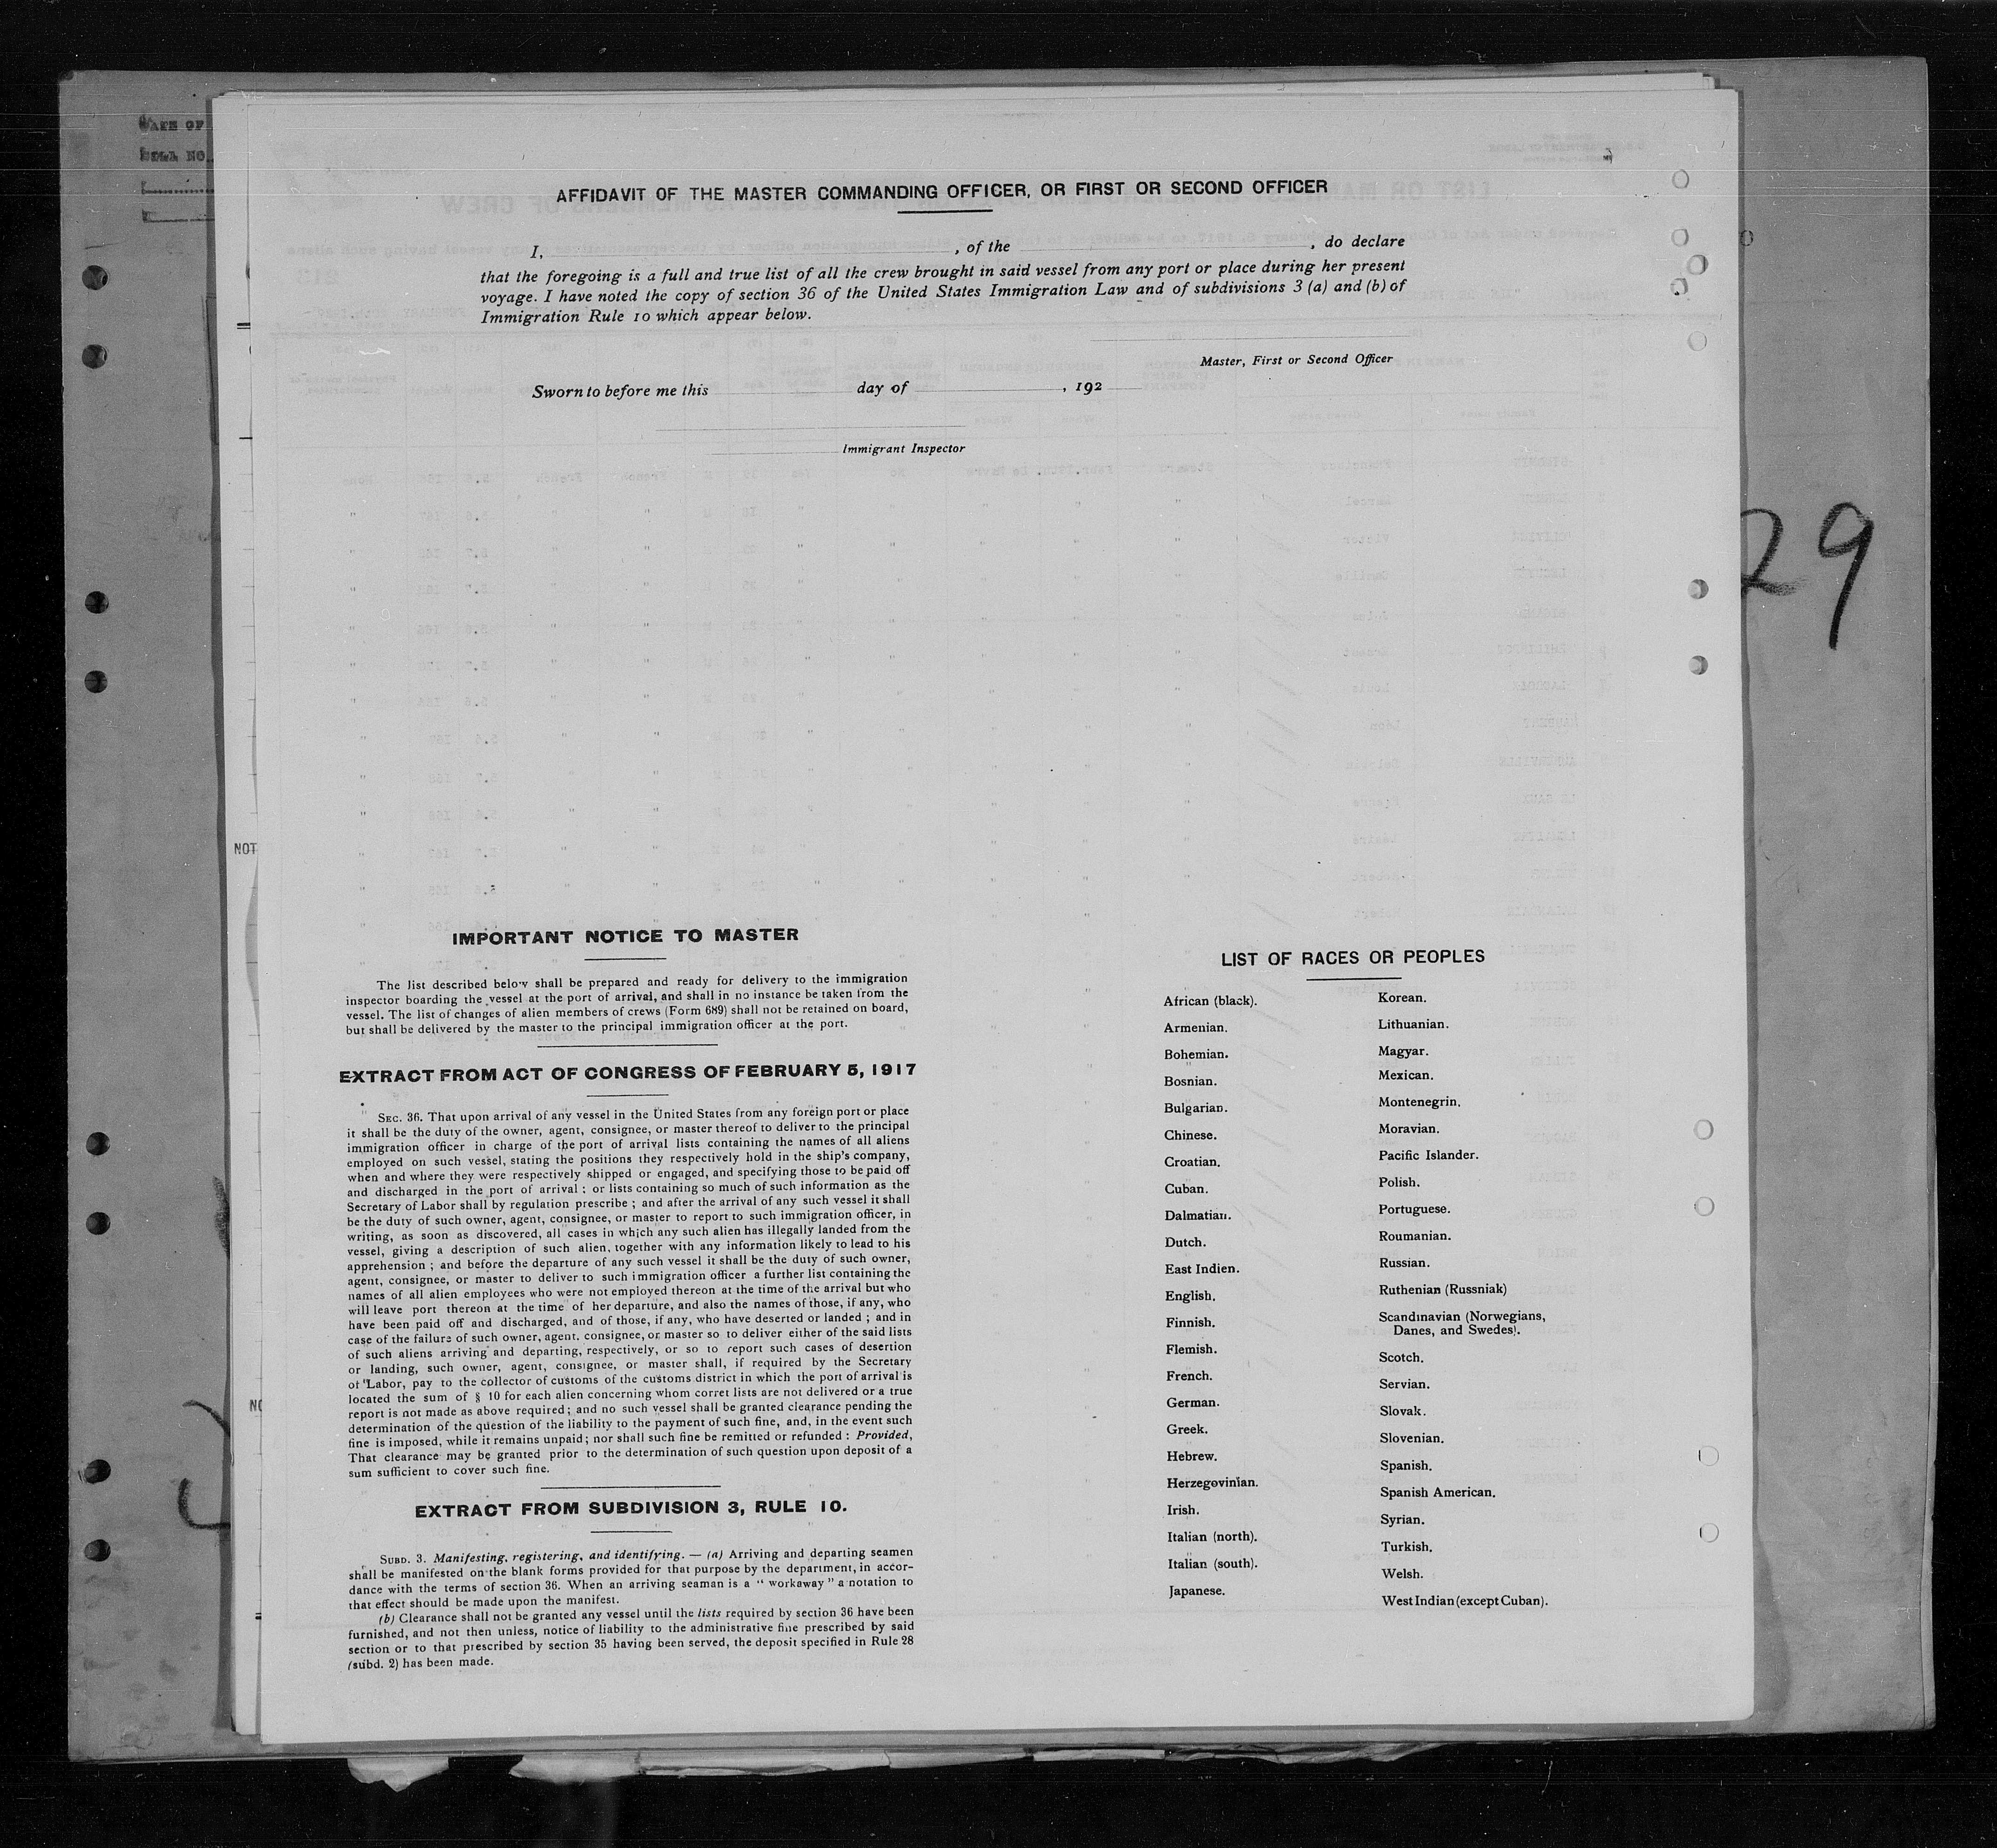 AFFIDAVIT OF THE MASTER COMMANDING OFFICER, OR FIRST OR SECOND OFFICER
I, , of the , do declare
that the foregoing is a full and true list of all the crew brought in said vessel from any port or place during her present
voyage. I have noted the copy of section 36 of the United States Immigration Law and of subdivisions 3 (a) and (b) of
Immigration Rule 10 which appear below.
Master, First or Second Officer
Sworn to before me this day of , 192
Immigrant Inspector
29
NOT
IMPORTANT NOTICE TO MASTER
The list described below shall be prepared and ready for delivery to the immigration
inspector boarding the vessel at the port of arrival, and shall in no instance be taken from the
vessel. The list of changes of alien members of crews (Form 689) shall not be retained on board,
but shall be delivered by the master to the principal immigration officer at the port.
EXTRACT FROM ACT OF CONGRESS OF FEBRUARY 5, 1917
SEC. 36. That upon arrival of any vessel in the United States from any foreign port or place
it shall be the duty of the owner, agent, consignee, or master thereof to deliver to the principal
immigration officer in charge of the port of arrival lists containing the names of all aliens
employed on such vessel, stating the positions they respectively hold in the ship's company,
when and where they were respectively shipped or engaged, and specifying those to be paid off
and discharged in the port of arrival ; or lists containing so much of such information as the
Secretary of Labor shall by regulation prescribe ; and after the arrival of any such vessel it shall
be the duty of such owner, agent, consignee, or master to report to such immigration officer, in
writing, as soon as discovered, all cases in which any such alien has illegally landed from the
vessel, giving a description of such alien, together with any information likely to lead to his
apprehension ; and before the departure of any such vessel it shall be the duty of such owner,
agent, consignee, or master to deliver to such immigration officer a further list containing the
names of all alien employees who were not employed thereon at the time of the arrival but who
will leave port thereon at the time of her departure, and also the names of those, if any, who
have been paid off and discharged, and of those, if any, who have deserted or landed ; and in
case of the failure of such owner, agent, consignee, or master so to deliver either of the said lists
of such aliens arriving and departing, respectively, or so to report such cases of desertion
or landing, such owner, agent, consignee, or master shall, if required by the Secretary
of Labor, pay to the collector of customs of the customs district in which the port of arrival is
located the sum of § 10 for each alien concerning whom corret lists are not delivered or a true
report is not made as above required ; and no such vessel shall be granted clearance pending the
determination of the question of the liability to the payment of such fine, and, in the event such
fine is imposed, while it remains unpaid ; nor shall such fine be remitted or refunded : Provided,
That clearance may be granted prior to the determination of such question upon deposit of a
sum sufficient to cover such fine.
EXTRACT FROM SUBDIVISION 3, RULE 10.
SUBD. 3. Manifesting, registering, and identifying. — (a) Arriving and departing seamen
shall be manifested on the blank forms provided for that purpose by the department, in accor-
dance with the terms of section 36. When an arriving seaman is a “ workaway ” a notation to
that effect should be made upon the manifest.
(b) Clearance shall not be granted any vessel until the lists required by section 36 have been
furnished, and not then unless, notice of liability to the administrative fine prescribed by said
section or to that prescribed by section 35 having been served, the deposit specified in Rule 28
(subd. 2) has been made.
LIST OF RACES OR PEOPLES
African (black).
Armenian.
Bohemian.
Bosnian.
Bulgarian.
Chinese.
Croatian.
Cuban.
Dalmatian.
Dutch.
East Indien.
English.
Finnish.
Flemish.
French.
German.
Greek.
Hebrew.
Herzegovinian.
Irish.
Italian (north).
Italian (south).
Japanese.
Korean.
Lithuanian.
Magyar.
Mexican.
Montenegrin.
Moravian.
Pacific Islander.
Polish.
Portuguese.
Roumanian.
Russian.
Ruthenian (Russniak)
Scandinavian (Norwegians,
Danes, and Swedes).
Scotch.
Servian.
Slovak.
Slovenian.
Spanish.
Spanish American.
Syrian.
Turkish.
Welsh.
West Indian (except Cuban).